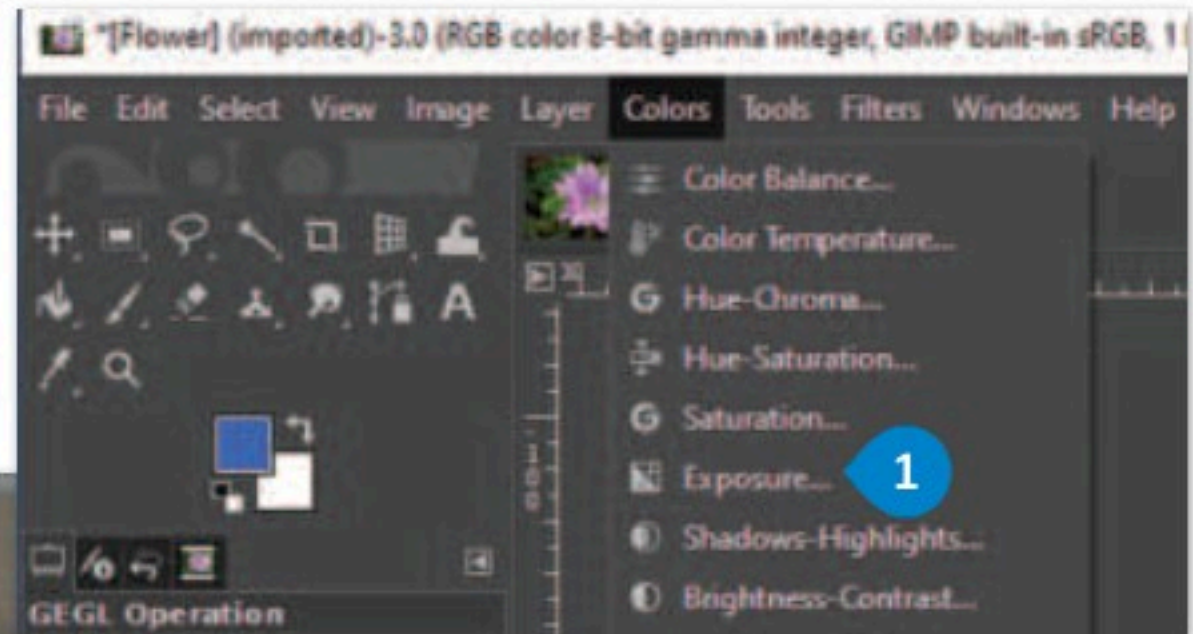 *[Flower] (imported)-3.0 (RGB color 8-bit gamma integer, GIMP built-in sRGB, 1
File Edit Select View Image Layer Colors Tools Filters Windows Help
Color Balance...
Color Temperature...
Hue-Chroma...
Hue-Saturation...
Saturation...
Exposure... 1
Shadows-Highlights...
Brightness-Contrast...
GEGL Operation